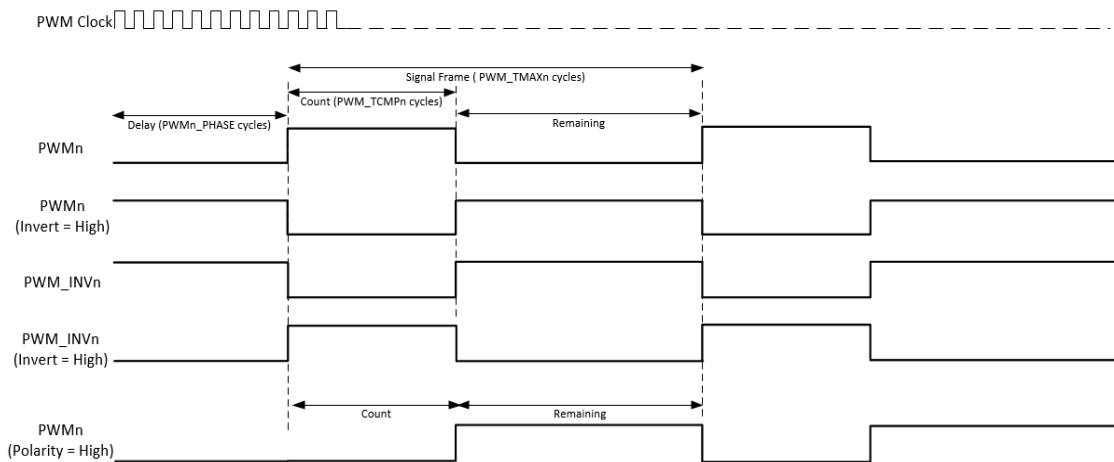 PWM Clock
Signal Frame ( PWM_TMAXn cycles)
Count (PWM_TCMPn cycles)
Delay (PWMn_PHASE cycles)
Remaining
PWMn
PWMn
(Invert = High)
PWM_INVn
PWM_INVn
(Invert = High)
Count
Remaining
PWMn
(Polarity = High)